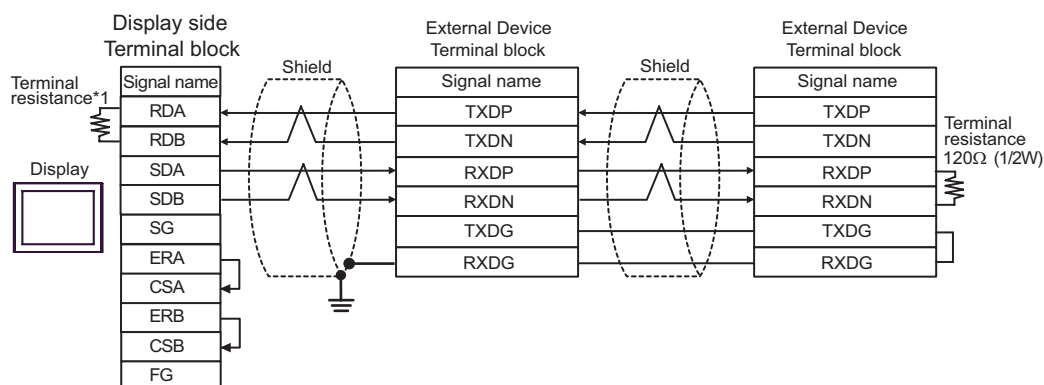 Display side
Terminal block
External Device
Terminal block
External Device
Terminal block
Shield
Shield
Terminal
resistance*1
Signal name
RDA
RDB
SDA
SDB
SG
ERA
CSA
ERB
CSB
FG
Display
Signal name
TXDP
TXDN
RXDP
RXDN
TXDG
RXDG
Signal name
TXDP
TXDN
RXDP
RXDN
TXDG
RXDG
Terminal
resistance
120Ω (1/2W)